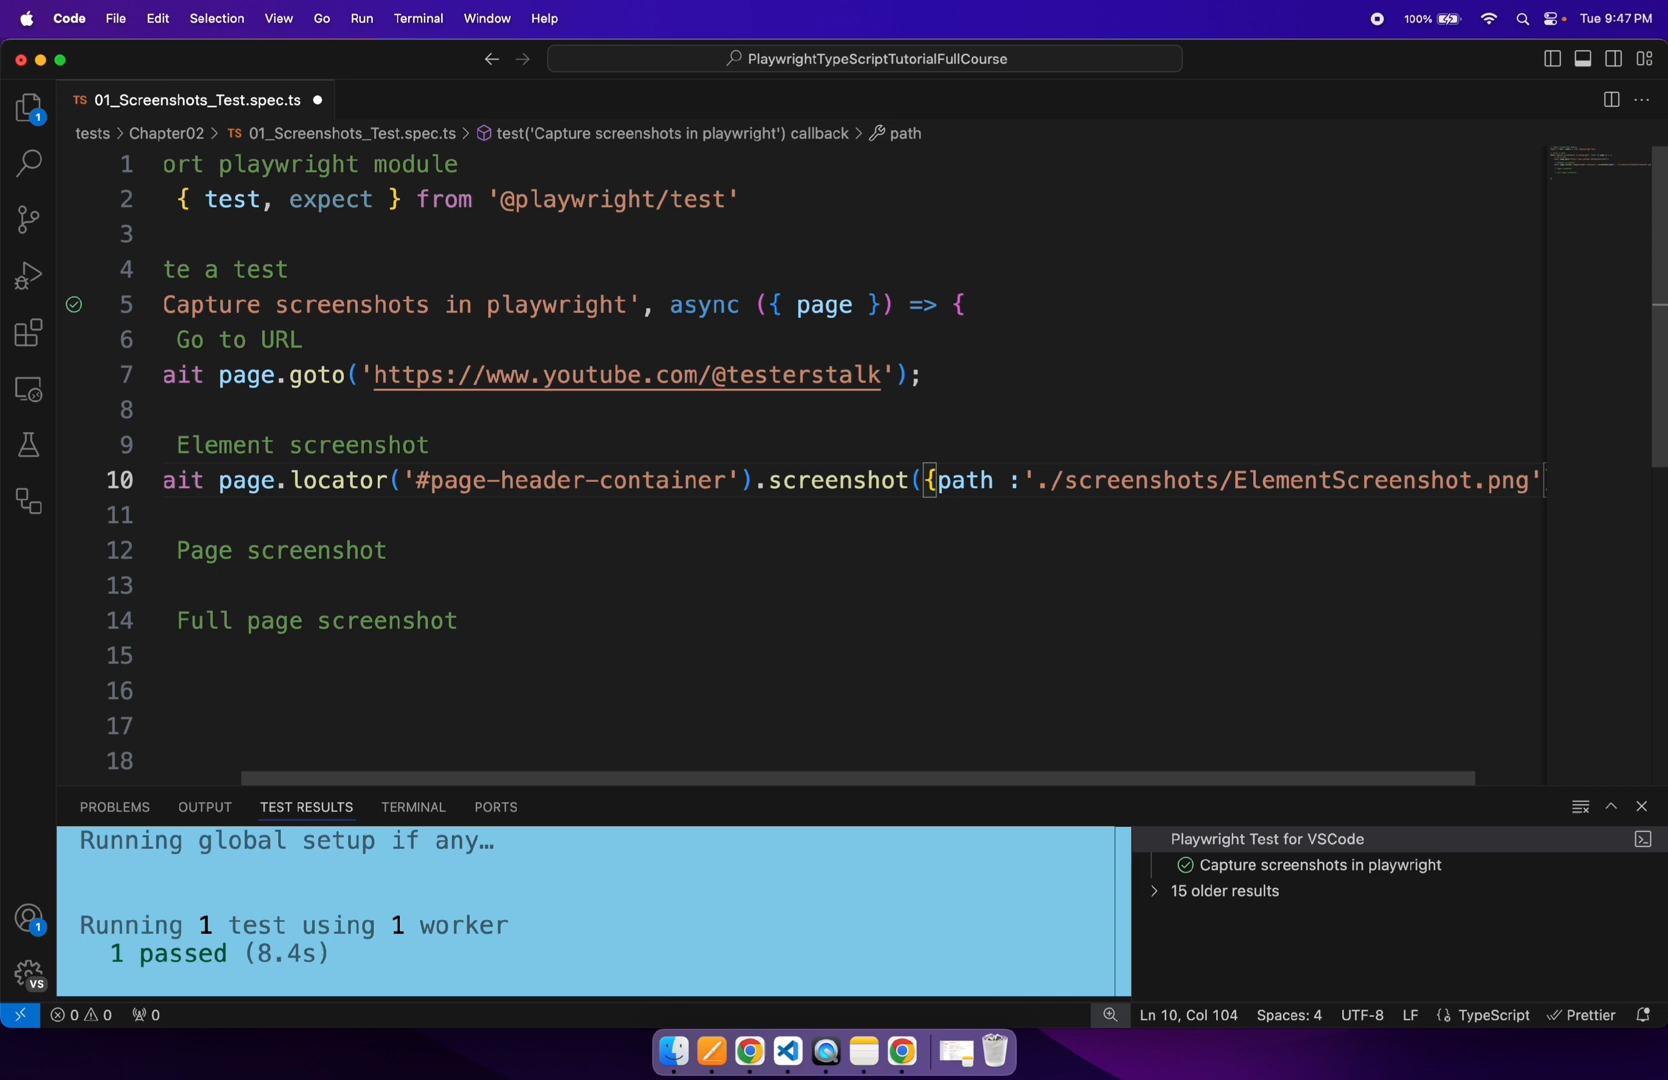 Code File Edit Selection View Go Run Terminal Window Help 100% Tue 9:47 PM
PlaywrightTypeScriptTutorialFullCourse
1 TS 01_Screenshots_Test.spec.ts
tests > Chapter02 > TS 01_Screenshots_Test.spec.ts > test('Capture screenshots in playwright') callback > path
1 ort playwright module
2 { test, expect } from '@playwright/test'
3
4 te a test
5 Capture screenshots in playwright', async ({ page }) => {
6 Go to URL
7 ait page.goto('https://www.youtube.com/@testerstalk');
8
9 Element screenshot
10 ait page.locator('#page-header-container').screenshot({path :'./screenshots/ElementScreenshot.png'
11
12 Page screenshot
13
14 Full page screenshot
15
16
17
18
PROBLEMS OUTPUT TEST RESULTS TERMINAL PORTS
Running global setup if any…
Running 1 test using 1 worker
1 passed (8.4s)
Playwright Test for VSCode
Capture screenshots in playwright
> 15 older results
1
VS
0 0 0 Ln 10, Col 104 Spaces: 4 UTF-8 LF {} TypeScript Prettier